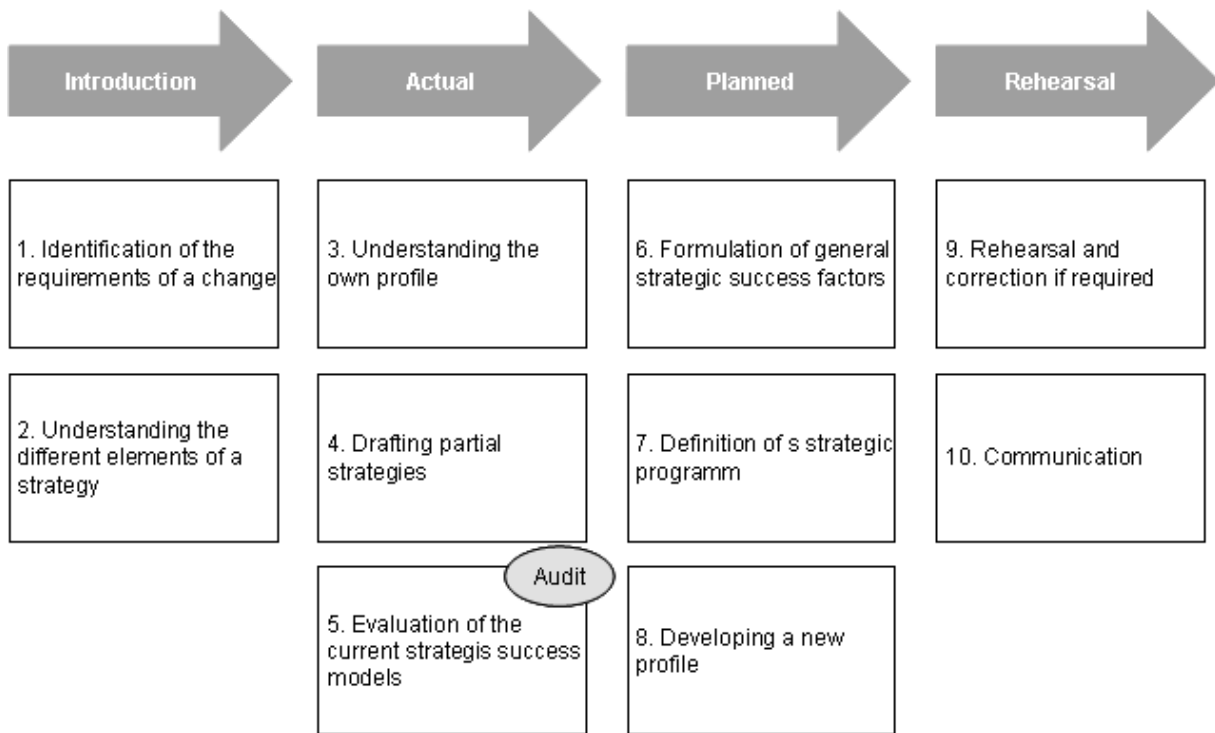 Introduction
Actual
Planned
Rehearsal
1. Identification of the
requirements of a change
2. Understanding the
different elements of a
strategy
3. Understanding the
own profile
4. Drafting partial
strategies
Audit
5. Evaluation of the
current strategis success
models
6. Formulation of general
strategic success factors
7. Definition of s strategic
programm
8. Developing a new
profile
9. Rehearsal and
correction if required
10. Communication